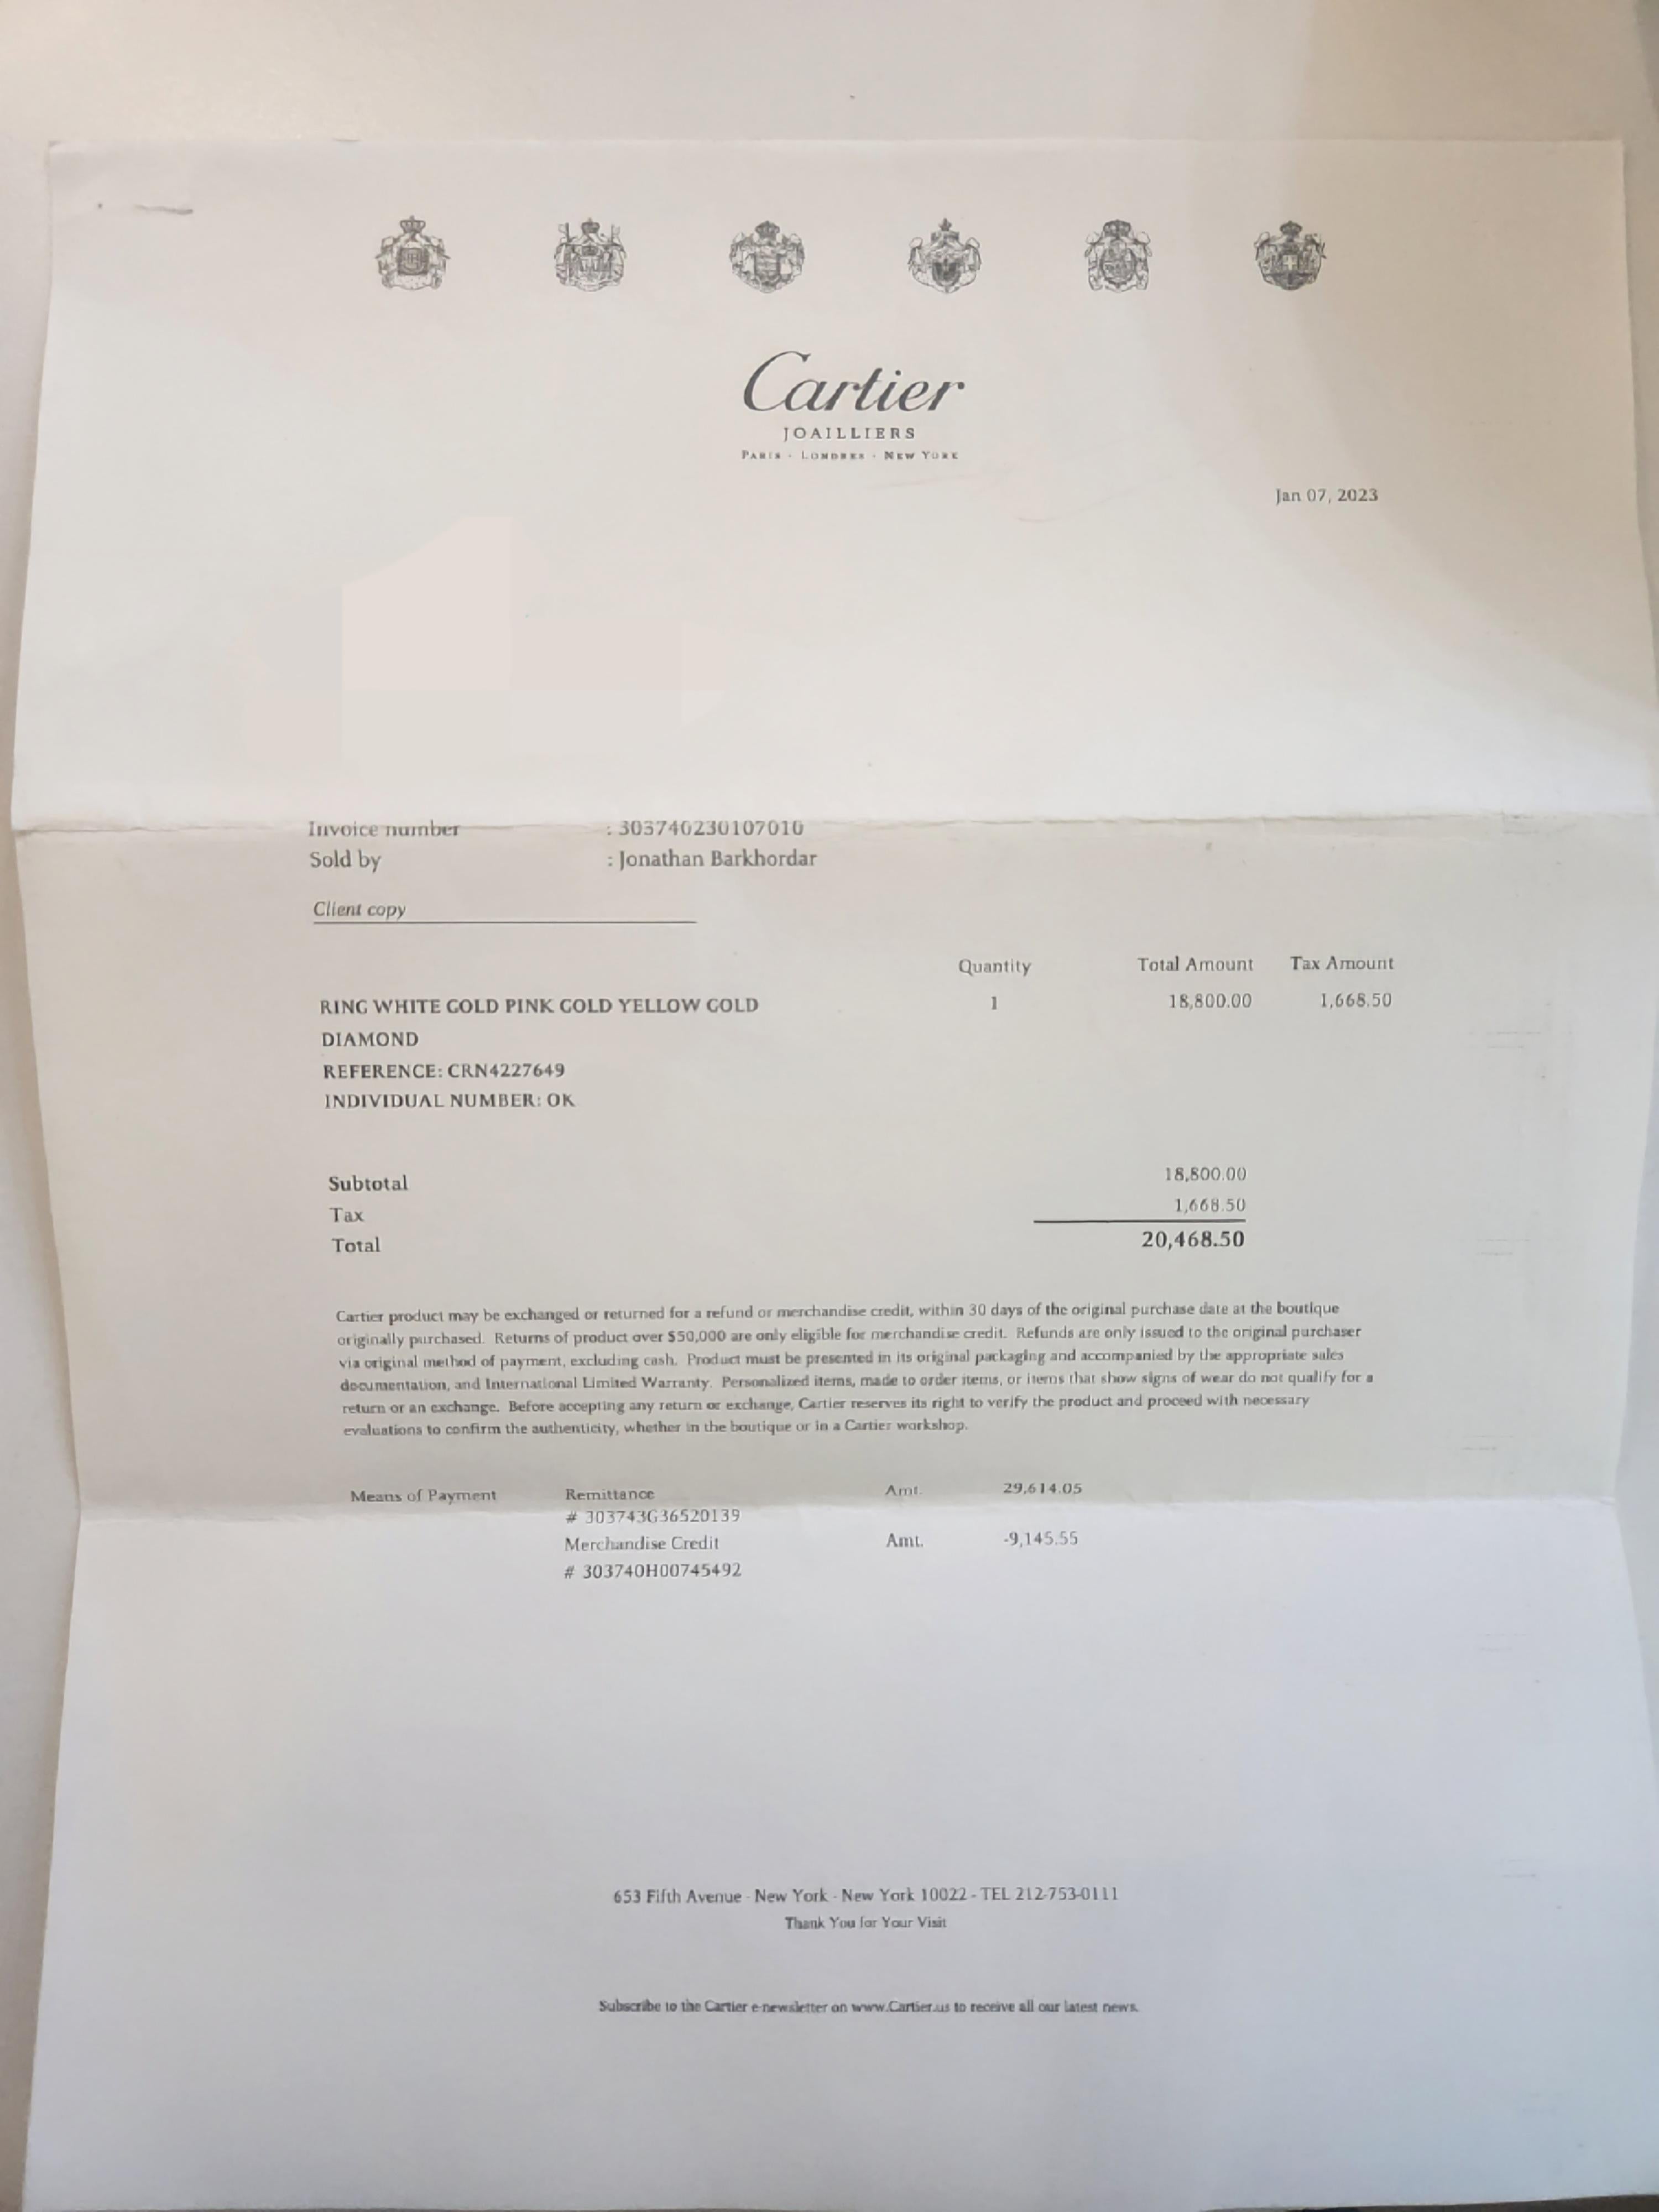 Cartier
JOAILLIERS
PARIS · LONDRES · NEW YORK
Jan 07, 2023
Invoice number : 303740230107010
Sold by : Jonathan Barkhordar
Client copy
Quantity Total Amount Tax Amount
RING WHITE GOLD PINK GOLD YELLOW GOLD 1 18,800.00 1,668.50
DIAMOND
REFERENCE: CRN4227649
INDIVIDUAL NUMBER: OK
Subtotal 18,800.00
Tax 1,668.50
Total 20,468.50
Cartier product may be exchanged or returned for a refund or merchandise credit, within 30 days of the original purchase date at the boutique
originally purchased. Returns of product over $50,000 are only eligible for merchandise credit. Refunds are only issued to the original purchaser
via original method of payment, excluding cash. Product must be presented in its original packaging and accompanied by the appropriate sales
documentation, and International Limited Warranty. Personalized items, made to order items, or items that show signs of wear do not qualify for a
return or an exchange. Before accepting any return or exchange, Cartier reserves its right to verify the product and proceed with necessary
evaluations to confirm the authenticity, whether in the boutique or in a Cartier workshop.
Means of Payment Remittance Amt. 29,614.05
# 303743G36520139
Merchandise Credit Amt. -9,145.55
# 303740H00745492
653 Fifth Avenue - New York - New York 10022 - TEL 212-753-0111
Thank You for Your Visit
Subscribe to the Cartier e-newsletter on www.Cartier.us to receive all our latest news.